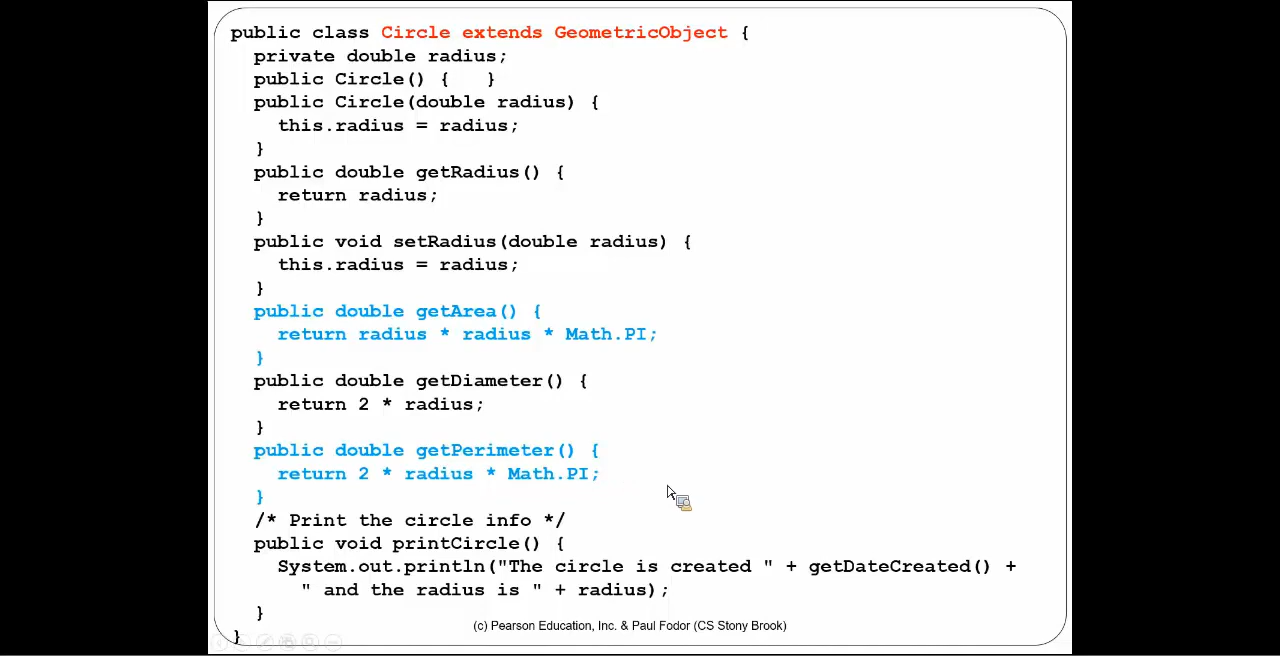 public class Circle extends GeometricObject {
  private double radius;
  public Circle() {   }
  public Circle(double radius) {
    this.radius = radius;
  }
  public double getRadius() {
    return radius;
  }
  public void setRadius(double radius) {
    this.radius = radius;
  }
  public double getArea() {
    return radius * radius * Math.PI;
  }
  public double getDiameter() {
    return 2 * radius;
  }
  public double getPerimeter() {
    return 2 * radius * Math.PI;
  }
  /* Print the circle info */
  public void printCircle() {
    System.out.println("The circle is created " + getDateCreated() +
      " and the radius is " + radius);
  }
(c) Pearson Education, Inc. & Paul Fodor (CS Stony Brook)
}